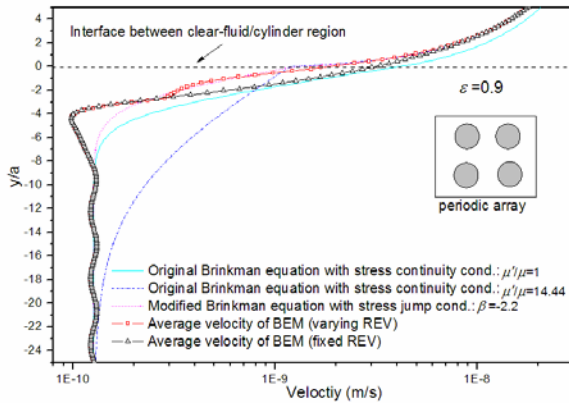 4
2
0
-2
-4
-6
-8
-10
-12
-14
-16
-18
-20
-22
-24
y/a
Interface between clear-fluid/cylinder region
ε=0.9
periodic array
Original Brinkman equation with stress continuity cond.: μ'/μ=1
Original Brinkman equation with stress continuity cond.: μ'/μ=14.44
Modified Brinkman equation with stress jump cond.: β=-2.2
Average velocity of BEM (varying REV)
Average velocity of BEM (fixed REV)
1E-10
1E-9
1E-8
Veloctiy (m/s)